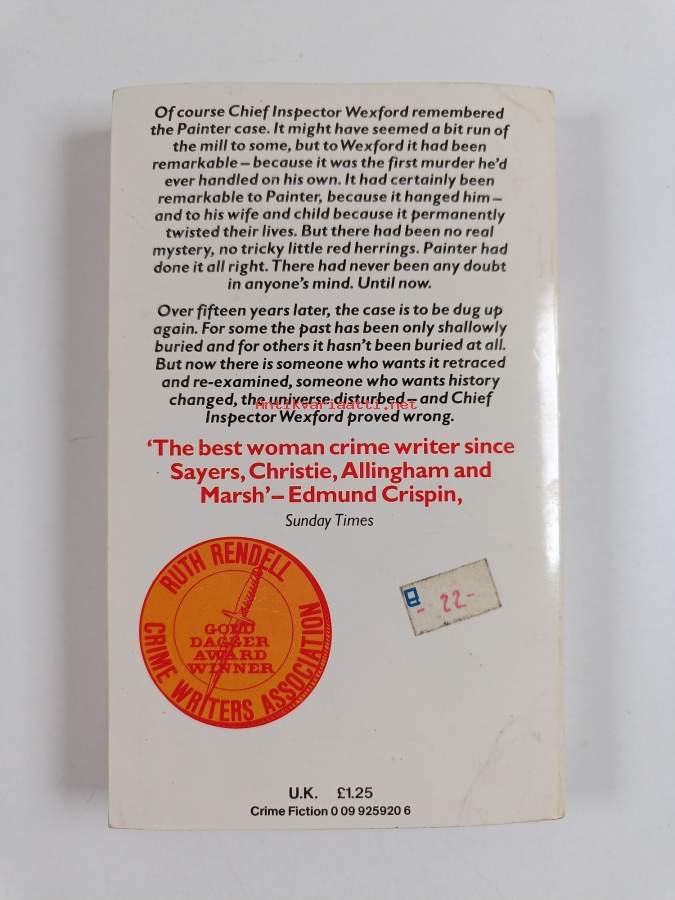 Of course Chief Inspector Wexford remembered
the Painter case. It might have seemed a bit run of
the mill to some, but to Wexford it had been
remarkable – because it was the first murder he'd
ever handled on his own. It had certainly been
remarkable to Painter, because it hanged him –
and to his wife and child because it permanently
twisted their lives. But there had been no real
mystery, no tricky little red herrings. Painter had
done it all right. There had never been any doubt
in anyone's mind. Until now.
Over fifteen years later, the case is to be dug up
again. For some the past has been only shallowly
buried and for others it hasn't been buried at all.
But now there is someone who wants it retraced
and re-examined, someone who wants history
changed, the universe disturbed – and Chief
Antikvariaatti.net
Inspector Wexford proved wrong.
'The best woman crime writer since
Sayers, Christie, Allingham and
Marsh' – Edmund Crispin,
Sunday Times
RUTH RENDELL
GOLD
DAGGER
AWARD
WINNER
CRIME WRITERS ASSOCIATION
- 22-
U.K. £1.25
Crime Fiction 0 09 925920 6